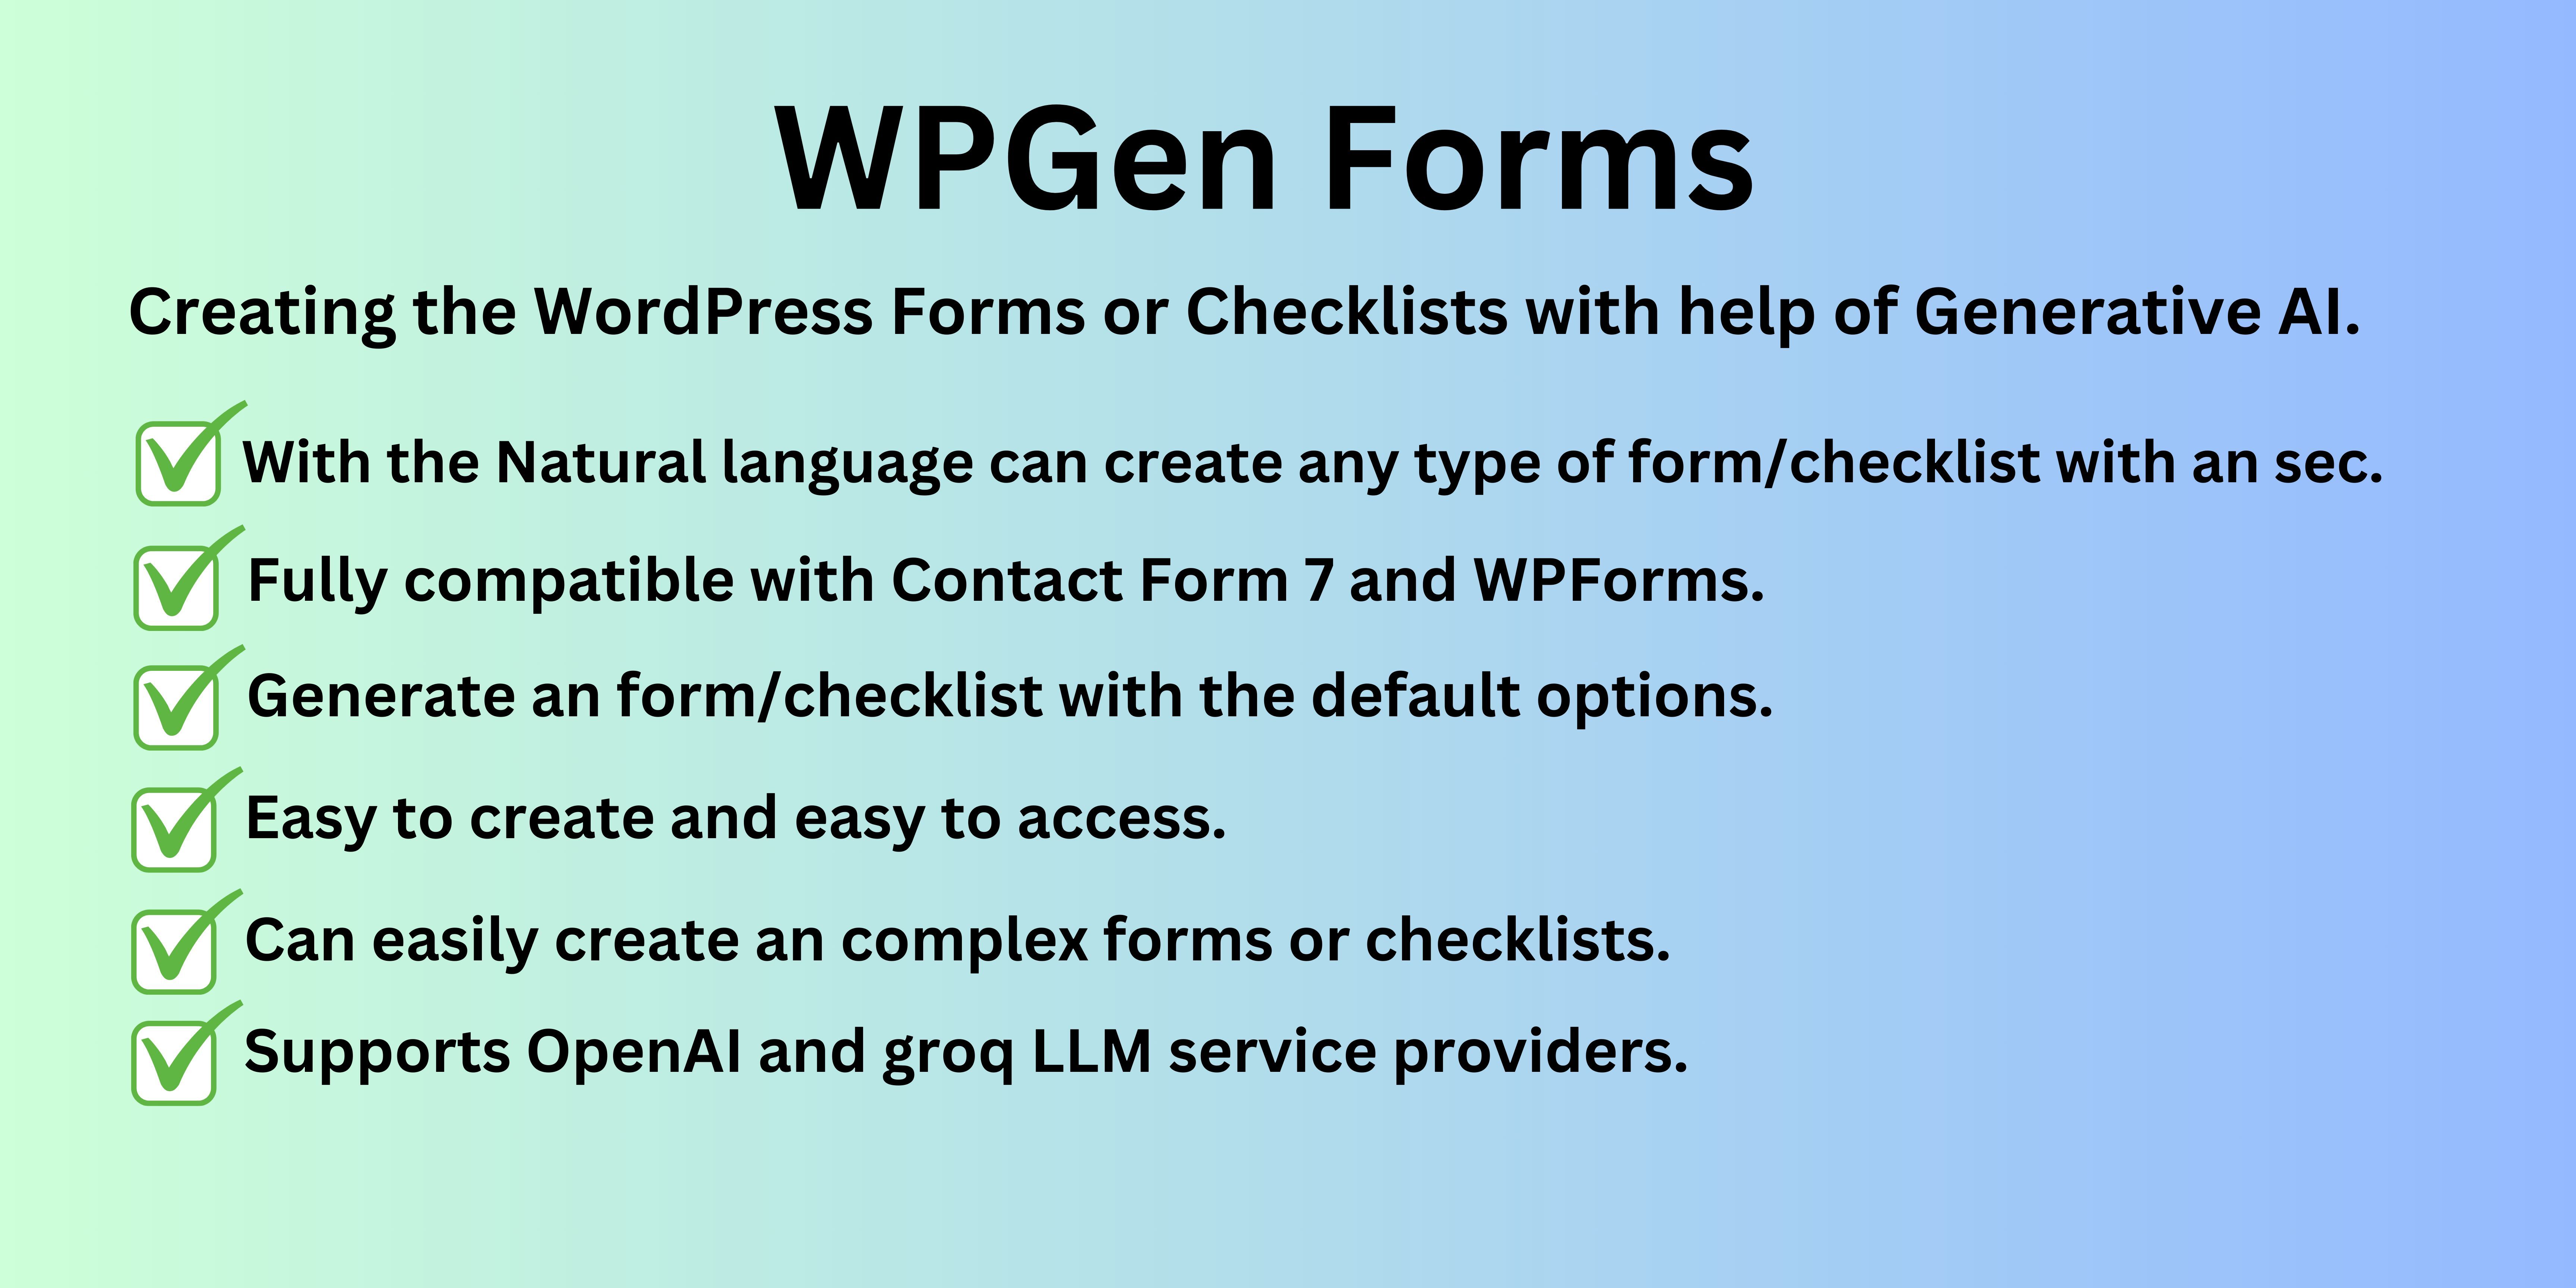 WPGen Forms
Creating the WordPress Forms or Checklists with help of Generative AI.
With the Natural language can create any type of form/checklist with an sec.
Fully compatible with Contact Form 7 and WPForms.
Generate an form/checklist with the default options.
Easy to create and easy to access.
Can easily create an complex forms or checklists.
Supports OpenAI and groq LLM service providers.